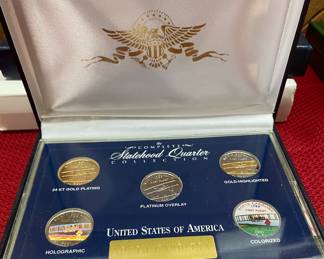 THE COMPLETE
Statehood Quarter
COLLECTION
24 KT GOLD PLATING
GOLD-HIGHLIGHTED
PLATINUM OVERLAY
UNITED STATES OF AMERICA
HOLOGRAPHIC
COLORIZED